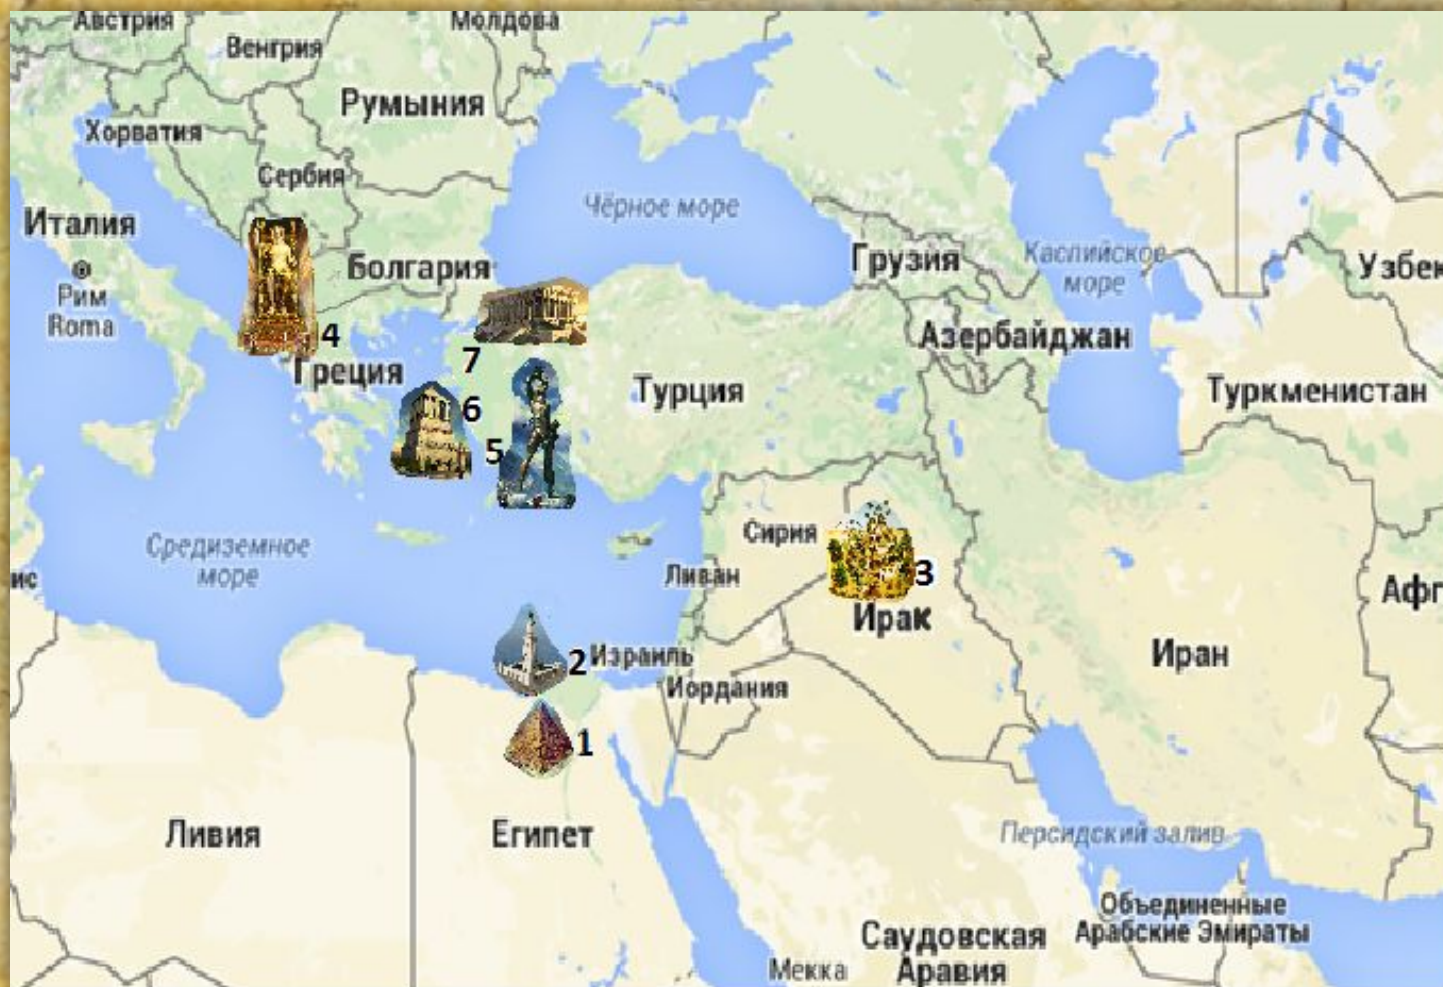 Австрия
Молдова
Венгрия
Румыния
Хорватия
Сербия
Италия
Чёрное море
Болгария
Грузия
Каспийское
море
Узбек
Рим
Roma
4
Азербайджан
7
Греция
Турция
Туркменистан
6
5
Средиземное
море
Сирия
ис
Ливан
3
Афг
Ирак
2
Израиль
Иран
Иордания
1
Ливия
Египет
Персидский залив
Объединенные
Арабские Эмираты
Саудовская
Аравия
Мекка